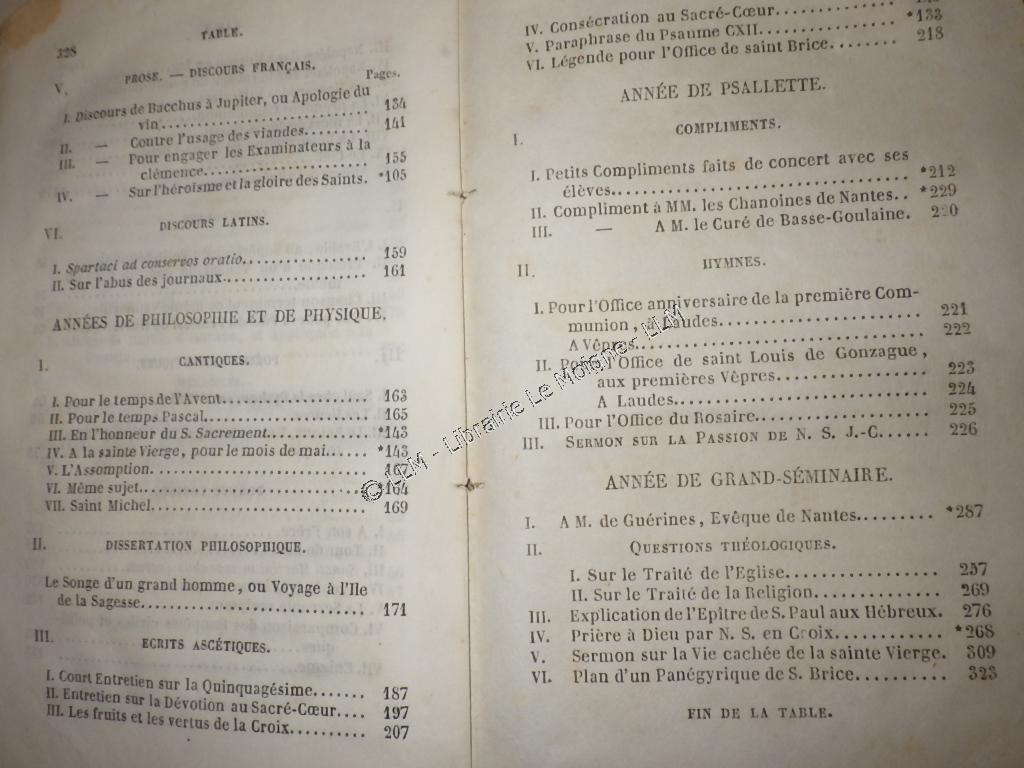 328
TABLE.
V.
PROSE. — DISCOURS FRANÇAIS.
Pages.
I. Discours de Bacchus à Jupiter, ou Apologie du
vin........................ 134
II. — Contre l'usage des viandes......... 141
III. — Pour engager les Examinateurs à la
clémence.................... 155
IV. — Sur l'héroïsme et la gloire des Saints. *105
VI.
DISCOURS LATINS.
I. Spartaci ad conservos oratio............... 159
II. Sur l'abus des journaux.................. 161
ANNÉES DE PHILOSOPHIE ET DE PHYSIQUE.
I.
CANTIQUES.
I. Pour le temps de l'Avent................. 163
II. Pour le temps Pascal.................... 165
III. En l'honneur du S. Sacrement............ *143
IV. A la sainte Vierge, pour le mois de mai...... *143
V. L'Assomption.......................... 167
VI. Même sujet........................... *164
VII. Saint Michel......................... 169
II.
DISSERTATION PHILOSOPHIQUE.
Le Songe d'un grand homme, ou Voyage à l'Ile
de la Sagesse........................... 171
III.
ECRITS ASCÉTIQUES.
I. Court Entretien sur la Quinquagésime....... 187
II. Entretien sur la Dévotion au Sacré-Cœur.... 197
III. Les fruits et les vertus de la Croix.......... 207
IV. Consécration au Sacré-Cœur..............
V. Paraphrase du Psaume CXII............... *133
VI. Légende pour l'Office de saint Brice........ 218
ANNÉE DE PSALLETTE.
I.
COMPLIMENTS.
I. Petits Compliments faits de concert avec ses
élèves............................... *212
II. Compliment à MM. les Chanoines de Nantes.. *229
III. — A M. le Curé de Basse-Goulaine. 220
II.
HYMNES.
I. Pour l'Office anniversaire de la première Com-
munion, à Laudes...................... 221
A Vêpres............................. 222
II. Pour l'Office de saint Louis de Gonzague,
aux premières Vêpres................. 223
A Laudes............................ 224
III. Pour l'Office du Rosaire................. 225
III. SERMON SUR LA PASSION DE N. S. J.-C...... 226
ANNÉE DE GRAND-SÉMINAIRE.
I. A M. de Guérines, Evêque de Nantes......... *287
II. QUESTIONS THÉOLOGIQUES.
I. Sur le Traité de l'Eglise................. 257
II. Sur le Traité de la Religion.............. 269
III. Explication de l'Epître de S. Paul aux Hébreux. 276
IV. Prière à Dieu par N. S. en Croix............ *268
V. Sermon sur la Vie cachée de la sainte Vierge. 309
VI. Plan d'un Panégyrique de S. Brice.......... 323
FIN DE LA TABLE.
© LLM - Librairie Le Moigne - LLM